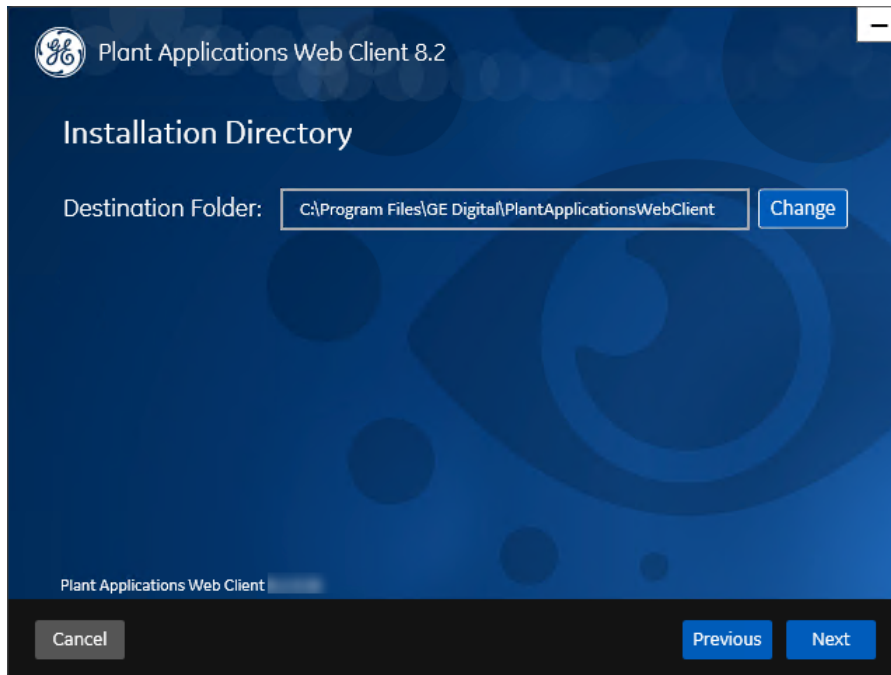 Plant Applications Web Client 8.2
Installation Directory
Destination Folder: C:\Program Files\GE Digital\PlantApplicationsWebClient Change
Plant Applications Web Client
Cancel Previous Next